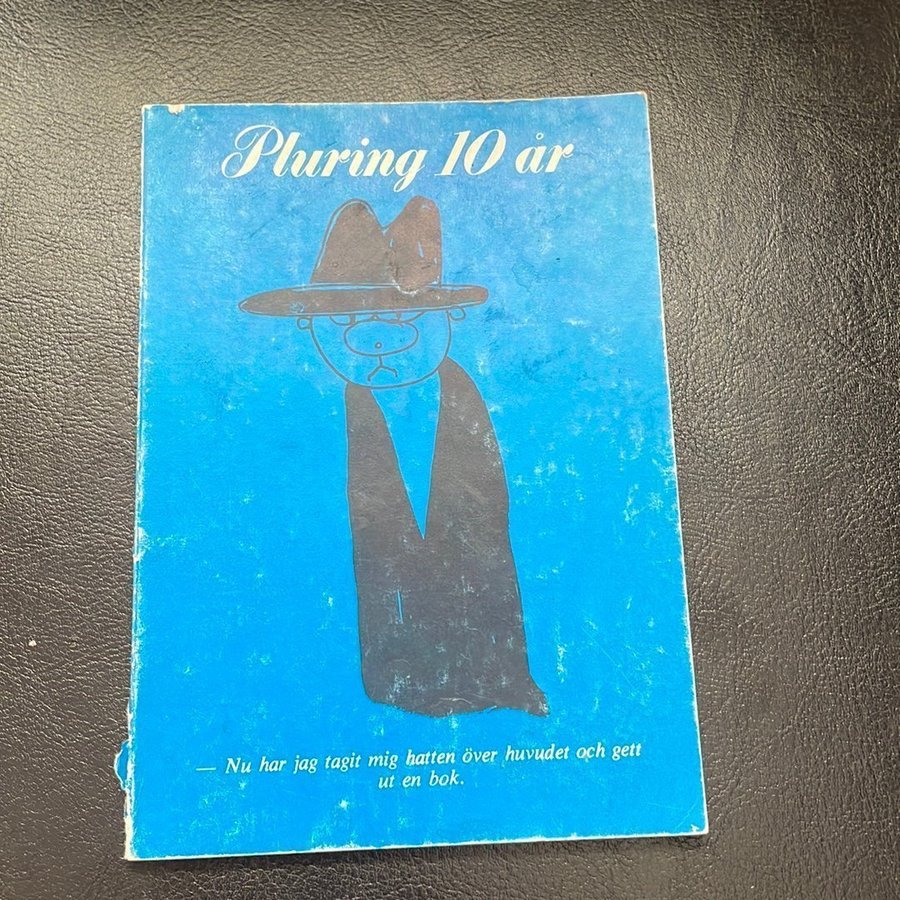 Pluring 10 år
— Nu har jag tagit mig hatten över huvudet och gett
ut en bok.